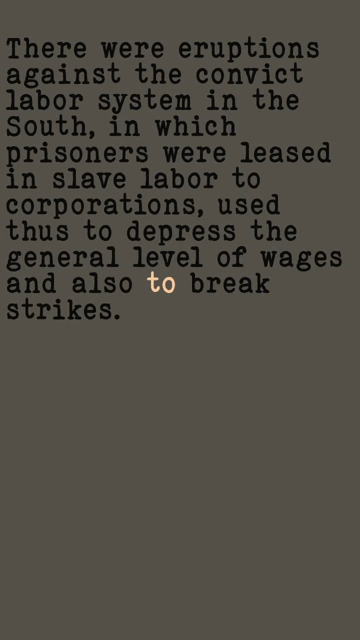 There were eruptions
against the convict
labor system in the
South, in which
prisoners were leased
in slave labor to
corporations, used
thus to depress the
general level of wages
and also to break
strikes.